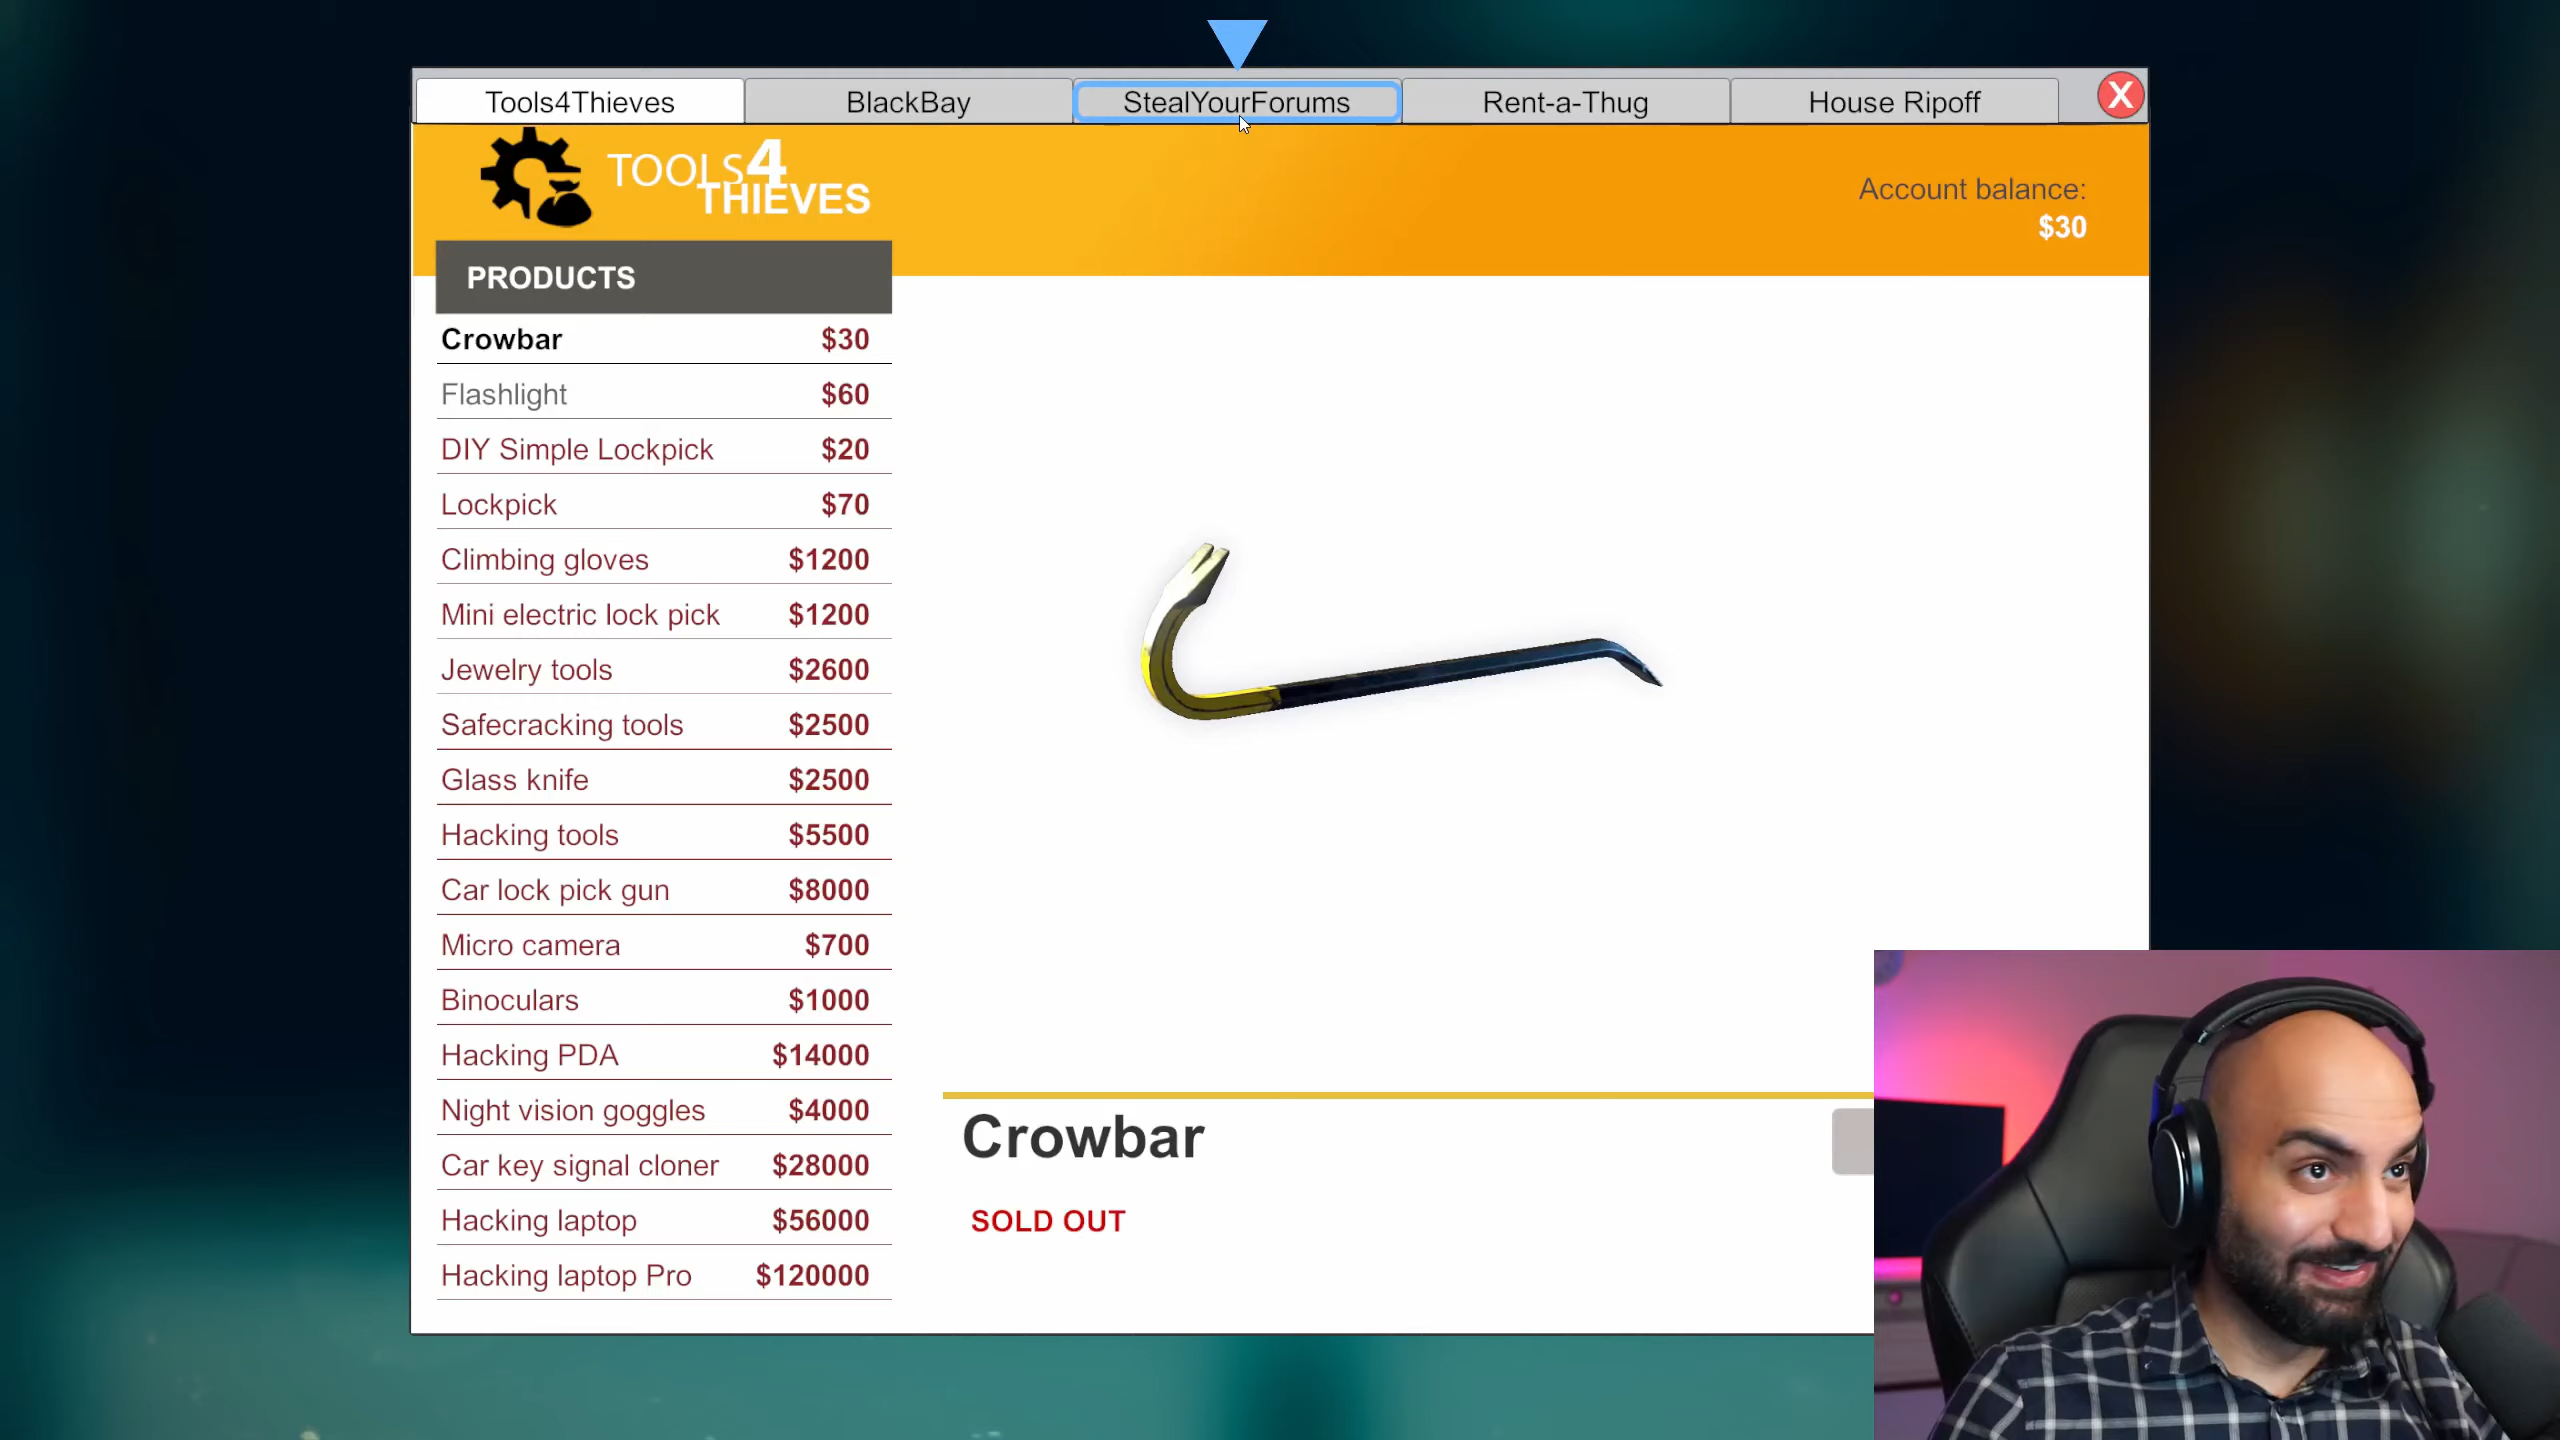 Tools4Thieves
BlackBay
StealYourForums
Rent-a-Thug
House Ripoff
X
TOOLS4
THIEVES
Account balance:
$30
PRODUCTS
Crowbar $30
Flashlight $60
DIY Simple Lockpick $20
Lockpick $70
Climbing gloves $1200
Mini electric lock pick $1200
Jewelry tools $2600
Safecracking tools $2500
Glass knife $2500
Hacking tools $5500
Car lock pick gun $8000
Micro camera $700
Binoculars $1000
Hacking PDA $14000
Night vision goggles $4000
Car key signal cloner $28000
Hacking laptop $56000
Hacking laptop Pro $120000
Crowbar
SOLD OUT